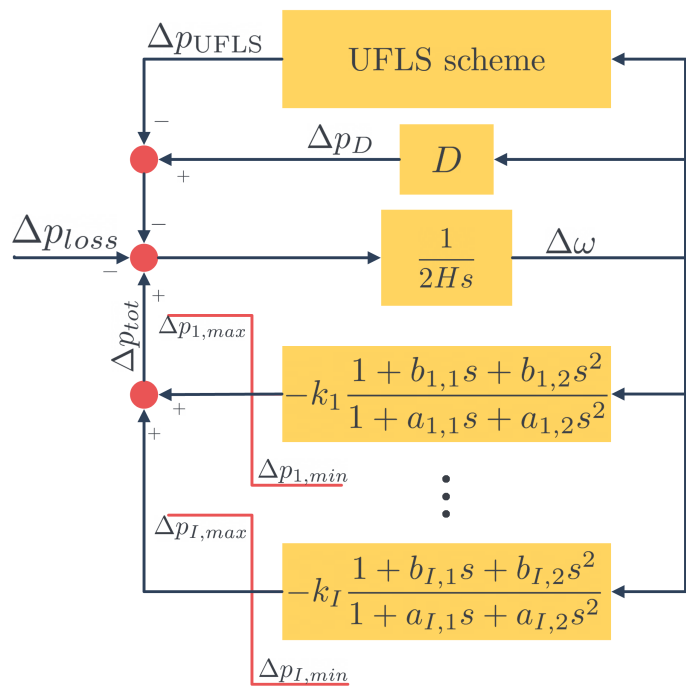 Δp_UFLS
UFLS scheme
−
Δp_D
D
+
−
Δp_loss
−
1/(2Hs)
Δω
+
Δp_tot
Δp_{1,max}
−k_1 (1 + b_{1,1}s + b_{1,2}s^2)/(1 + a_{1,1}s + a_{1,2}s^2)
+
+
Δp_{1,min}
Δp_{I,max}
−k_I (1 + b_{I,1}s + b_{I,2}s^2)/(1 + a_{I,1}s + a_{I,2}s^2)
Δp_{I,min}